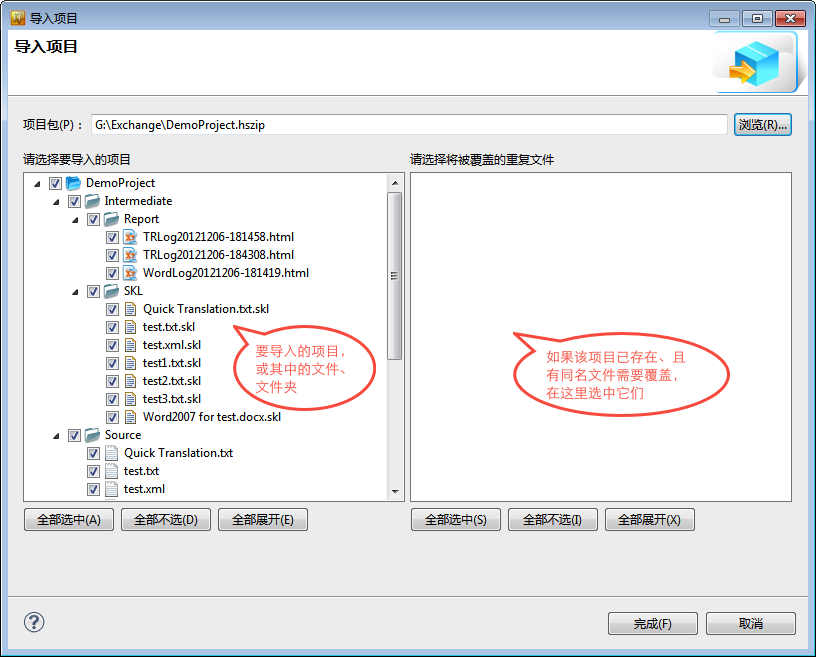 导入项目
导入项目
项目包(P)： G:\Exchange\DemoProject.hszip 浏览(R)...
请选择要导入的项目
DemoProject
Intermediate
Report
TRLog20121206-181458.html
TRLog20121206-184308.html
WordLog20121206-181419.html
SKL
Quick Translation.txt.skl
test.txt.skl
test.xml.skl
test1.txt.skl
test2.txt.skl
test3.txt.skl
Word2007 for test.docx.skl
Source
Quick Translation.txt
test.txt
test.xml
要导入的项目，
或其中的文件、
文件夹
全部选中(A) 全部不选(D) 全部展开(E)
请选择将被覆盖的重复文件
如果该项目已存在、且
有同名文件需要覆盖，
在这里选中它们
全部选中(S) 全部不选(I) 全部展开(X)
完成(F) 取消